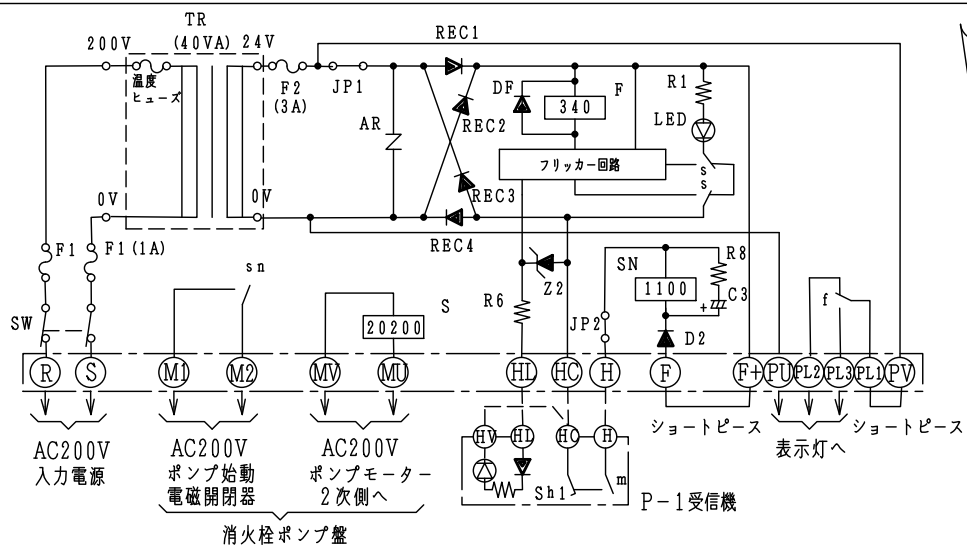 TR
(40VA)
200V
24V
温度
ヒューズ
0V
0V
F2
(3A)
JP1
AR
REC1
REC2
REC3
REC4
DF
340
F
フリッカー回路
R1
LED
s
s
F1
F1(1A)
SW
sn
S
20200
R6
Z2
JP2
SN
1100
R8
+
C3
D2
f
R
S
M1
M2
MV
MU
HL
HC
H
F
F+
PU
PL2
PL3
PL1
PV
AC200V
入力電源
AC200V
ポンプ始動
電磁開閉器
AC200V
ポンプモーター
2次側へ
消火栓ポンプ盤
HV
HL
HC
H
Sh1
m
P-1受信機
ショートピース
表示灯へ
ショートピース